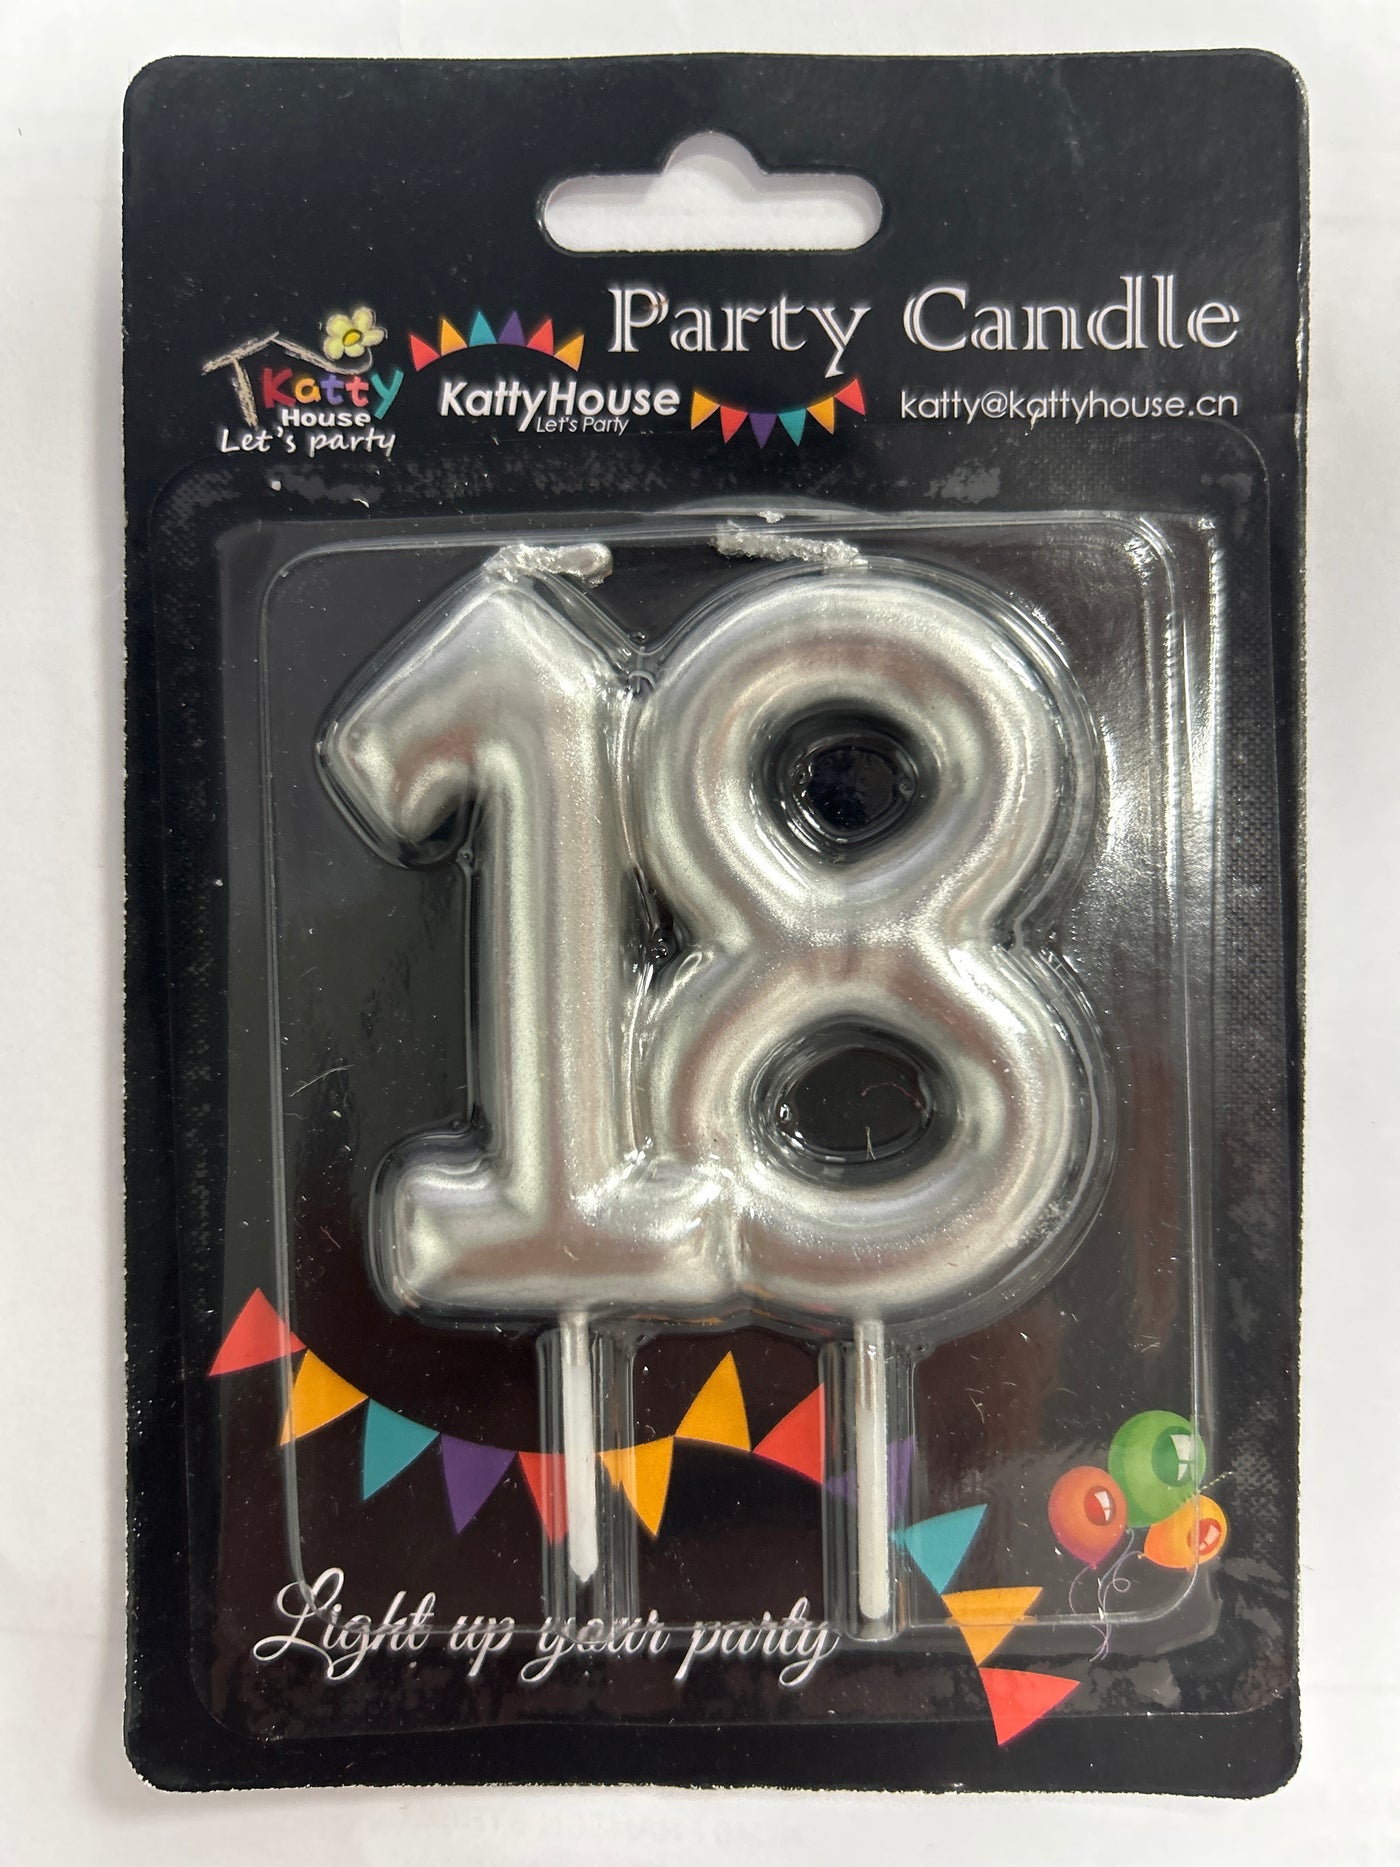 Party Candle
Katty
House
Let's party
KattyHouse
Let's Party
katty@kattyhouse.cn
18
Light up your party